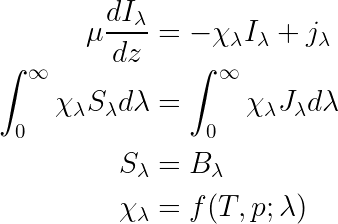 μ dI_λ/dz = −χ_λ I_λ + j_λ
∫_0^∞ χ_λ S_λ dλ = ∫_0^∞ χ_λ J_λ dλ
S_λ = B_λ
χ_λ = f(T, p; λ)